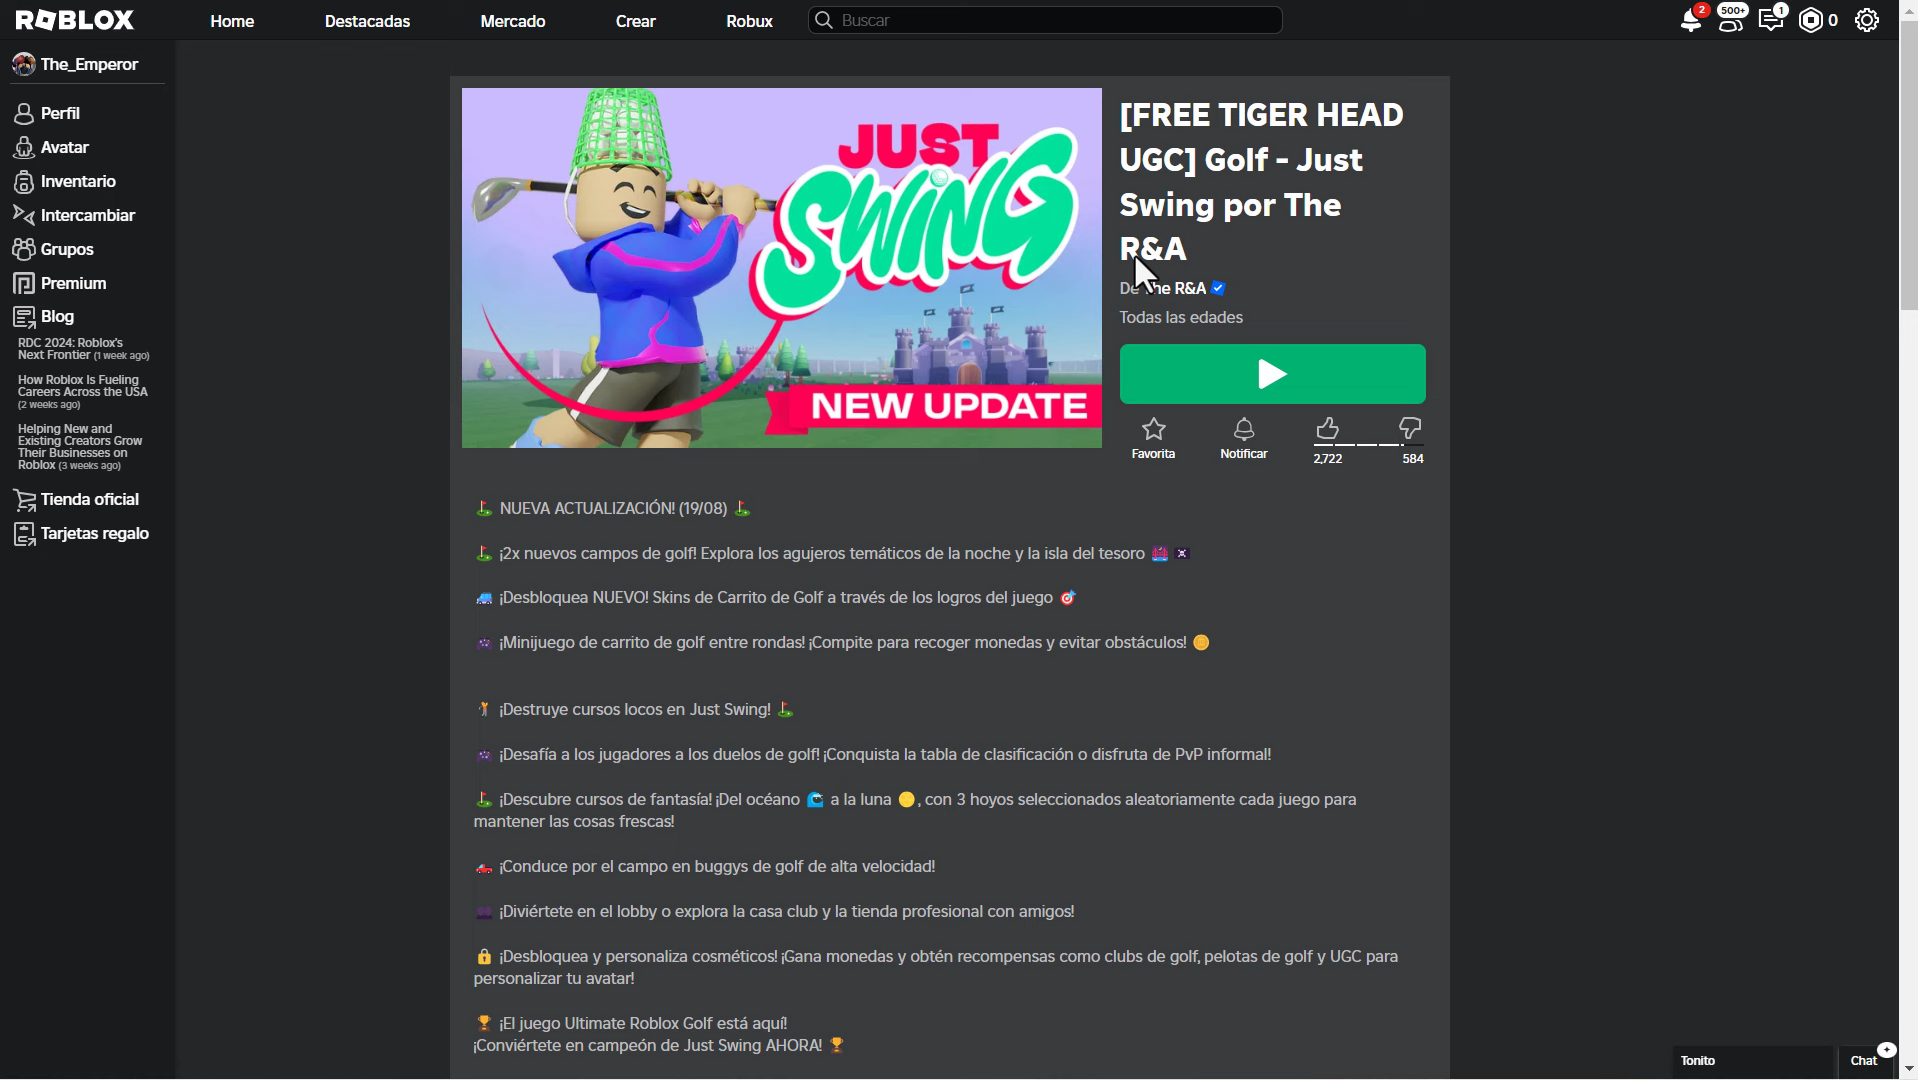 ROBLOX
Home
Destacadas
Mercado
Crear
Robux
Buscar
2
500+
1
0
The_Emperor
Perfil
Avatar
Inventario
Intercambiar
Grupos
Premium
Blog
RDC 2024: Roblox's
Next Frontier (1 week ago)
How Roblox Is Fueling
Careers Across the USA
(2 weeks ago)
Helping New and
Existing Creators Grow
Their Businesses on
Roblox (3 weeks ago)
Tienda oficial
Tarjetas regalo
JUST
SWING
NEW UPDATE
[FREE TIGER HEAD
UGC] Golf - Just
Swing por The
R&A
De The R&A
Todas las edades
Favorita
Notificar
2,722
584
NUEVA ACTUALIZACIÓN! (19/08)
¡2x nuevos campos de golf! Explora los agujeros temáticos de la noche y la isla del tesoro
¡Desbloquea NUEVO! Skins de Carrito de Golf a través de los logros del juego
¡Minijuego de carrito de golf entre rondas! ¡Compite para recoger monedas y evitar obstáculos!
¡Destruye cursos locos en Just Swing!
¡Desafía a los jugadores a los duelos de golf! ¡Conquista la tabla de clasificación o disfruta de PvP informal!
¡Descubre cursos de fantasía! ¡Del océano a la luna , con 3 hoyos seleccionados aleatoriamente cada juego para
mantener las cosas frescas!
¡Conduce por el campo en buggys de golf de alta velocidad!
¡Diviértete en el lobby o explora la casa club y la tienda profesional con amigos!
¡Desbloquea y personaliza cosméticos! ¡Gana monedas y obtén recompensas como clubs de golf, pelotas de golf y UGC para
personalizar tu avatar!
¡El juego Ultimate Roblox Golf está aquí!
¡Conviértete en campeón de Just Swing AHORA!
Tonito
Chat